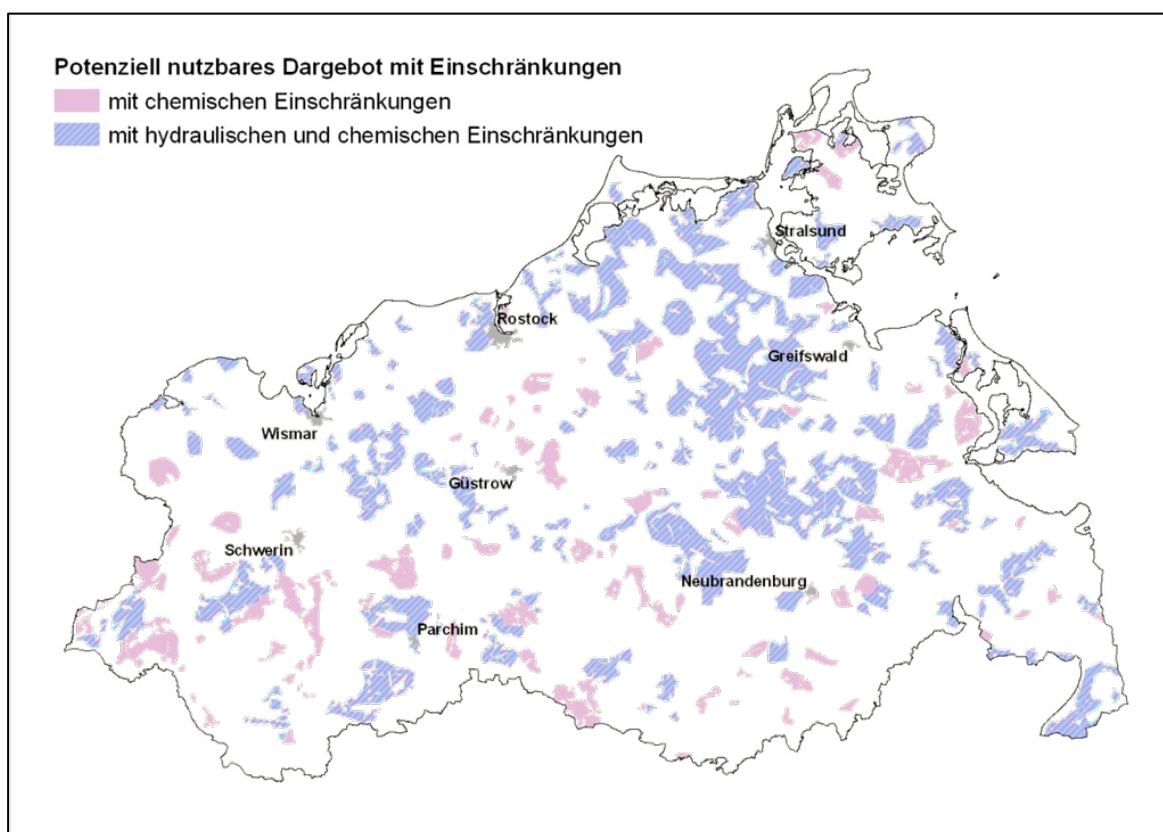 Potenziell nutzbares Dargebot mit Einschränkungen
mit chemischen Einschränkungen
mit hydraulischen und chemischen Einschränkungen
Stralsund
Rostock
Greifswald
Wismar
Güstrow
Schwerin
Neubrandenburg
Parchim